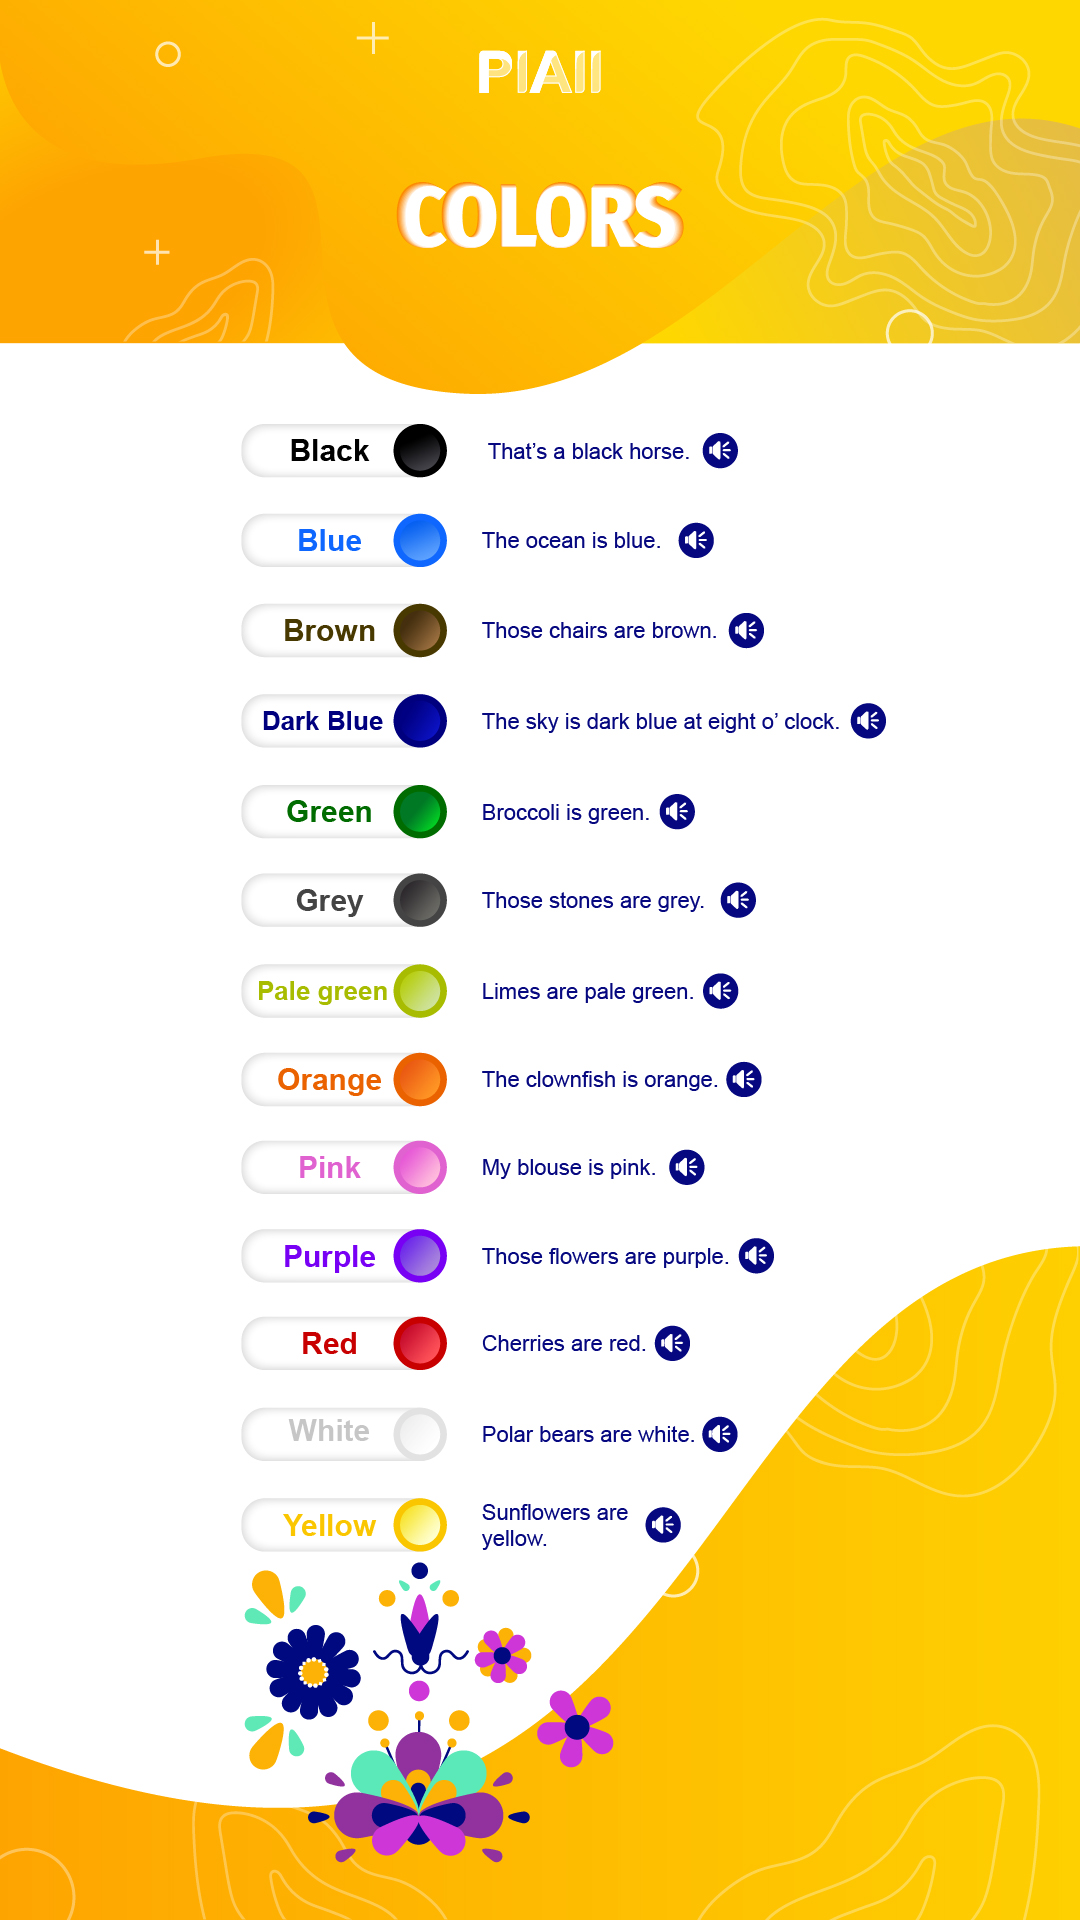 PIAII
COLORS
Black
That’s a black horse.
Blue
The ocean is blue.
Brown
Those chairs are brown.
Dark Blue
The sky is dark blue at eight o’ clock.
Green
Broccoli is green.
Grey
Those stones are grey.
Pale green
Limes are pale green.
Orange
The clownfish is orange.
Pink
My blouse is pink.
Purple
Those flowers are purple.
Red
Cherries are red.
White
Polar bears are white.
Yellow
Sunflowers are
yellow.